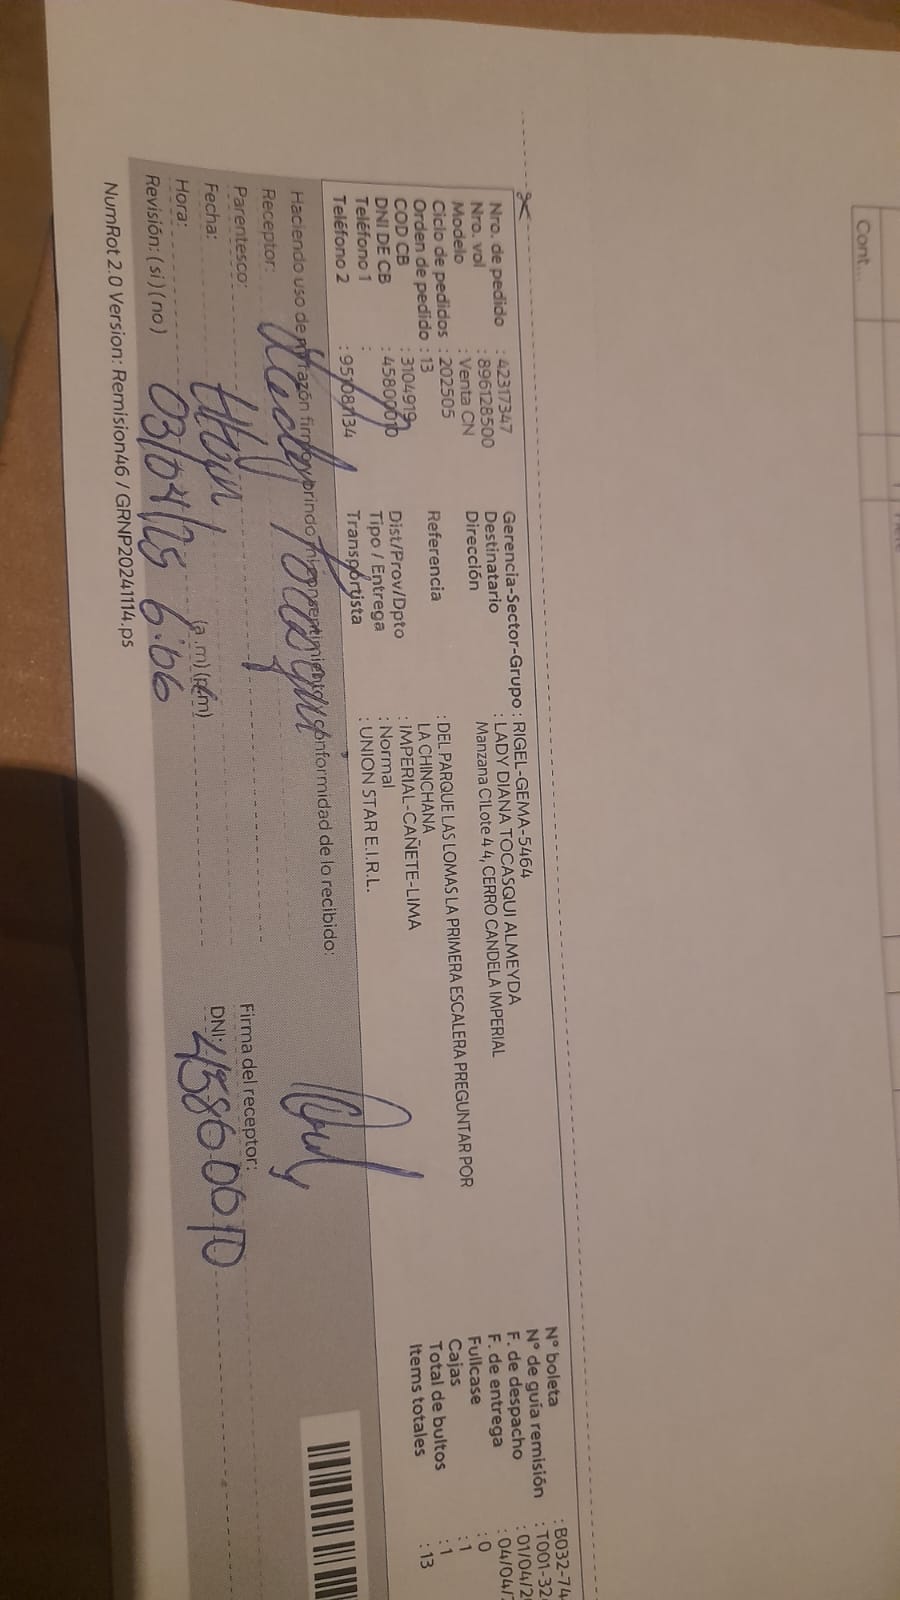 Cont...
Nro. de pedido : 42317347
Nro. vol : 896128500
Modelo : Venta CN
Ciclo de pedidos : 202505
Orden de pedido : 13
COD CB : 3104919
DNI DE CB : 45800010
Teléfono 1 :
Teléfono 2 : 951081134
Gerencia-Sector-Grupo : RIGEL-GEMA-5464
Destinatario : LADY DIANA TOCASQUI ALMEYDA
Dirección Manzana C1Lote 4 4, CERRO CANDELA IMPERIAL
Referencia : DEL PARQUE LAS LOMAS LA PRIMERA ESCALERA PREGUNTAR POR
LA CHINCHANA
Dist/Prov/Dpto : IMPERIAL-CAÑETE-LIMA
Tipo / Entrega : Normal
Transportista : UNION STAR E.I.R.L.
N° boleta : B032-74
N° de guía remisión : T001-32
F. de despacho : 01/04/2
F. de entrega : 04/04/
Fullcase : 0
Cajas : 1
Total de bultos : 1
Items totales : 13
Haciendo uso de mi razón firmo y brindo mi consentimiento conformidad de lo recibido:
Receptor: Lady Tocasqui
Parentesco:
Fecha:
Hora: (a.m) (p.m)
Revisión: (si) (no) 03/04/25 6:06
Firma del receptor:
DNI: 45800010
NumRot 2.0 Version: Remision46 / GRNP20241114.ps